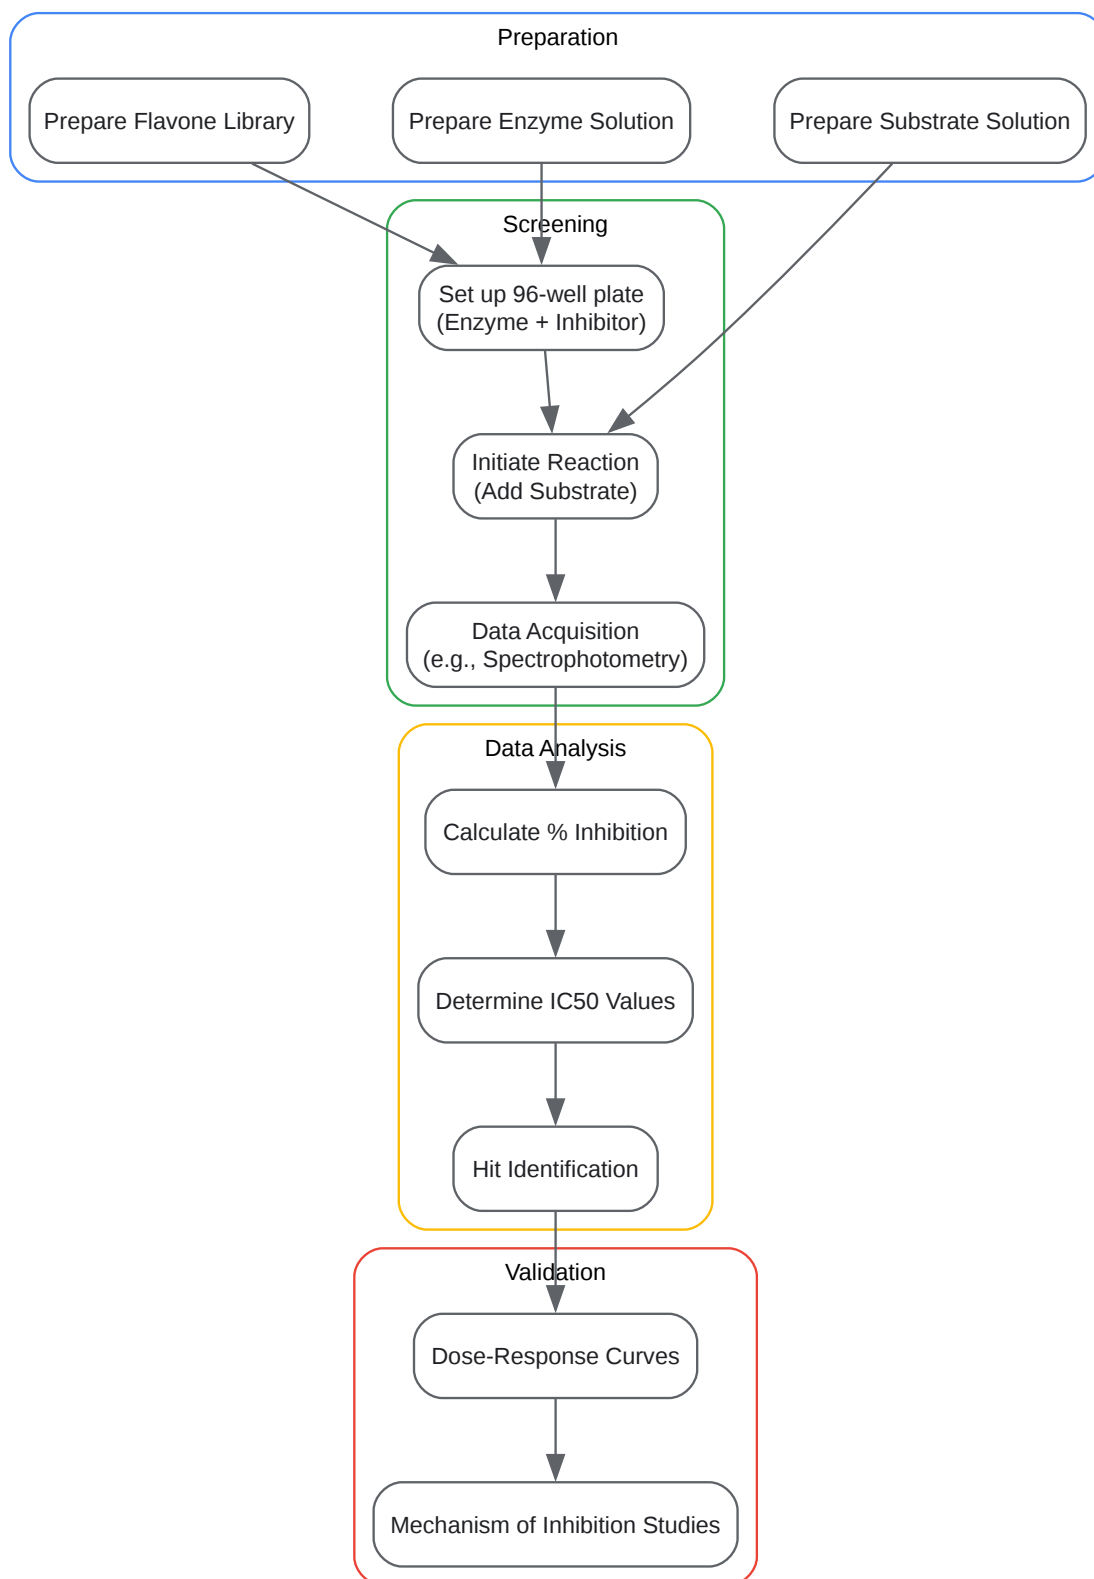 Preparation
Prepare Flavone Library
Prepare Enzyme Solution
Prepare Substrate Solution
Screening
Set up 96-well plate
(Enzyme + Inhibitor)
Initiate Reaction
(Add Substrate)
Data Acquisition
(e.g., Spectrophotometry)
Data Analysis
Calculate % Inhibition
Determine IC50 Values
Hit Identification
Validation
Dose-Response Curves
Mechanism of Inhibition Studies